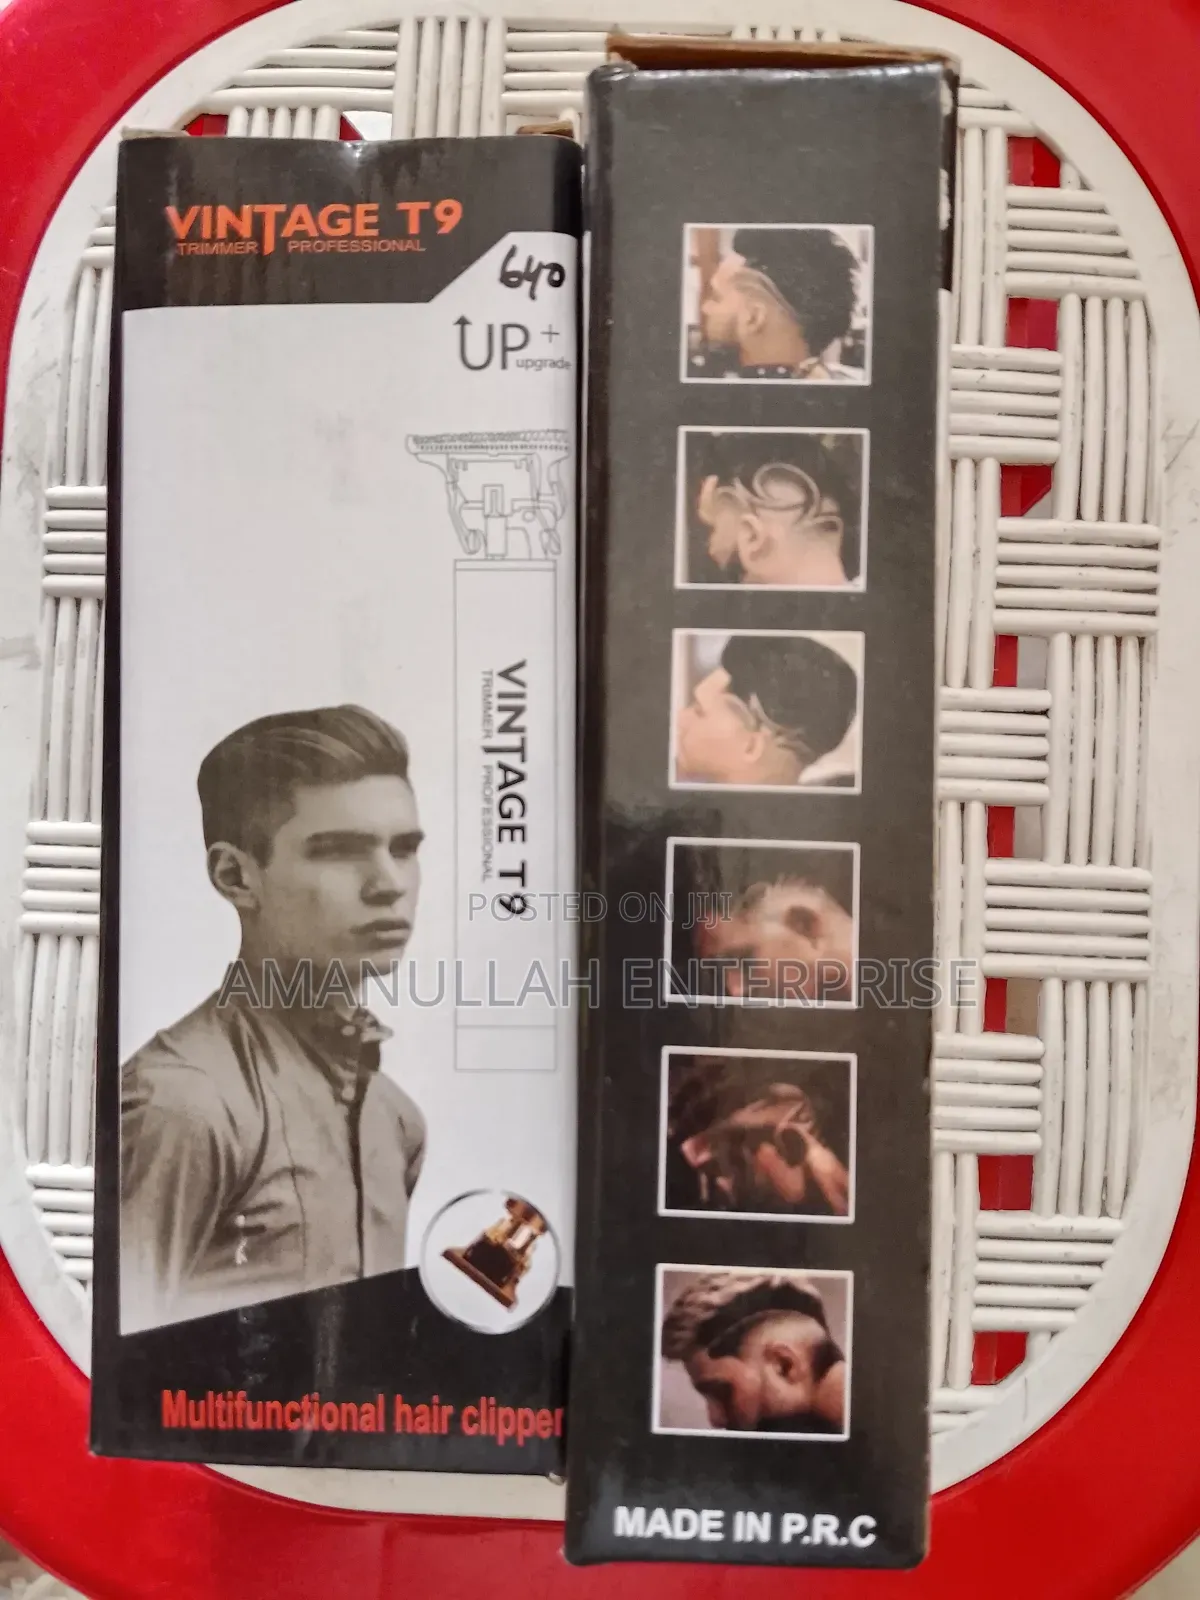 VINTAGE T9
TRIMMER PROFESSIONAL
640
UP+
upgrade
VINTAGE T9
TRIMMER PROFESSIONAL
POSTED ON JIJI
AMANULLAH ENTERPRISE
Multifunctional hair clipper
MADE IN P.R.C